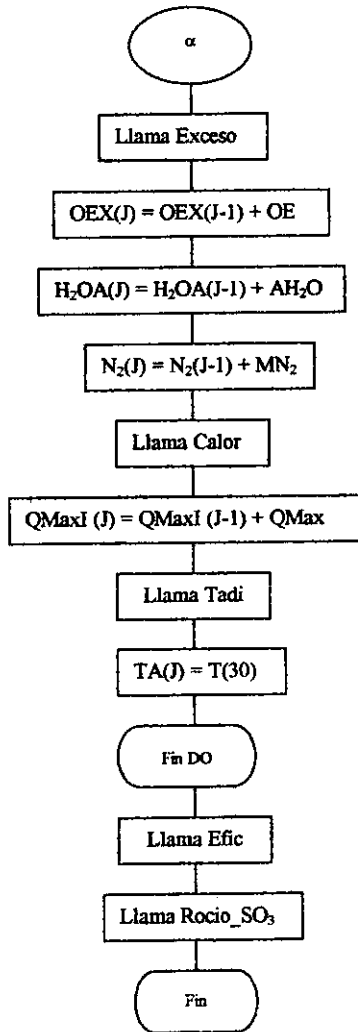 α
Llama Exceso
OEX(J) = OEX(J-1) + OE
H₂OA(J) = H₂OA(J-1) + AH₂O
N₂(J) = N₂(J-1) + MN₂
Llama Calor
QMaxI (J) = QMaxI (J-1) + QMax
Llama Tadi
TA(J) = T(30)
Fin DO
Llama Efic
Llama Rocio_SO₃
Fin